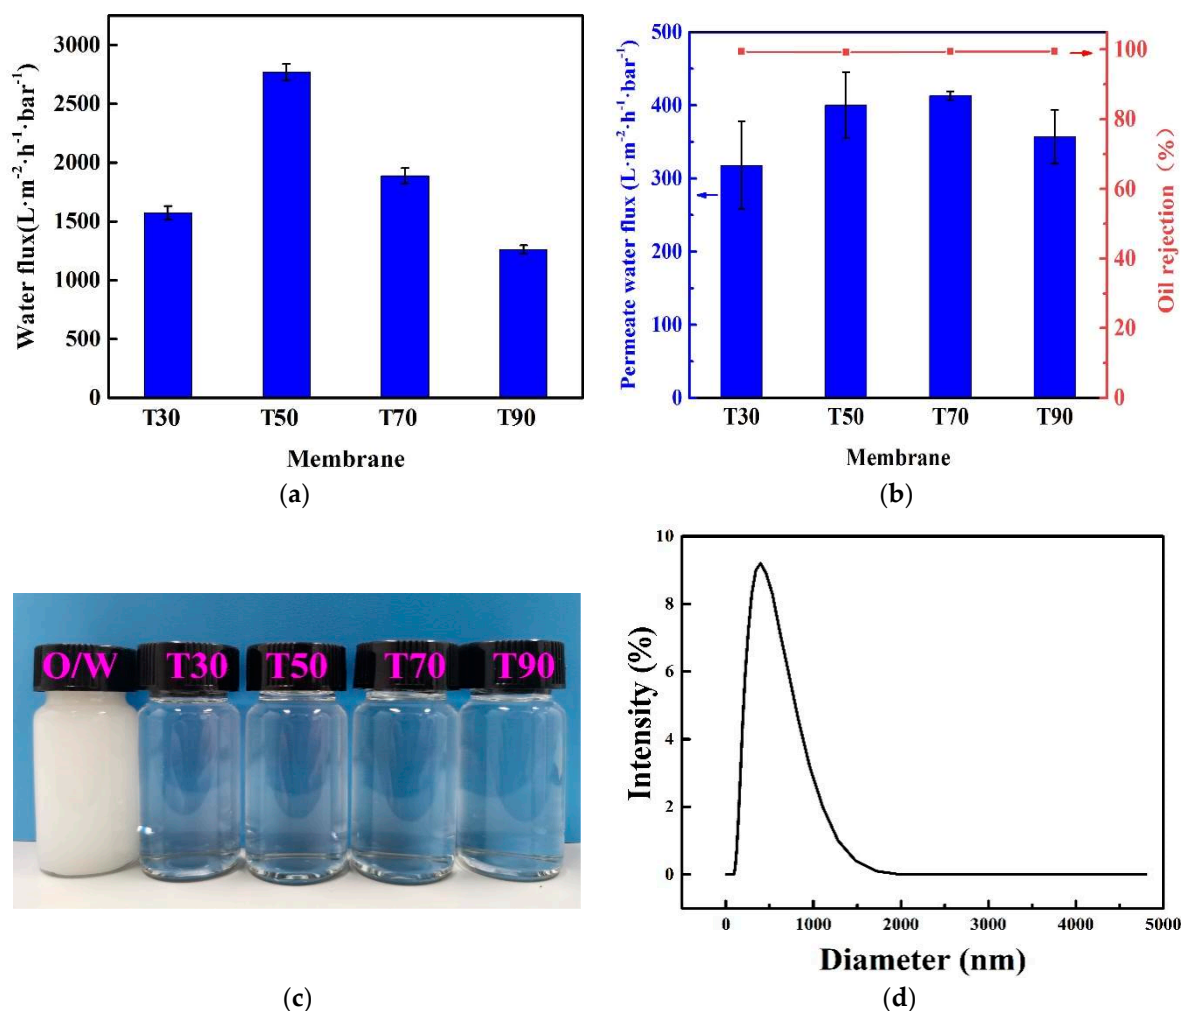 Water flux(L·m⁻²·h⁻¹·bar⁻¹)
3000
2500
2000
1500
1000
500
0
T30 T50 T70 T90
Membrane
(a)
Permeate water flux (L·m⁻²·h⁻¹·bar⁻¹)
500
400
300
200
100
0
100
80
60
40
20
0
Oil rejection (%)
T30 T50 T70 T90
Membrane
(b)
O/W T30 T50 T70 T90
(c)
Intensity (%)
10
8
6
4
2
0
0 1000 2000 3000 4000 5000
Diameter (nm)
(d)